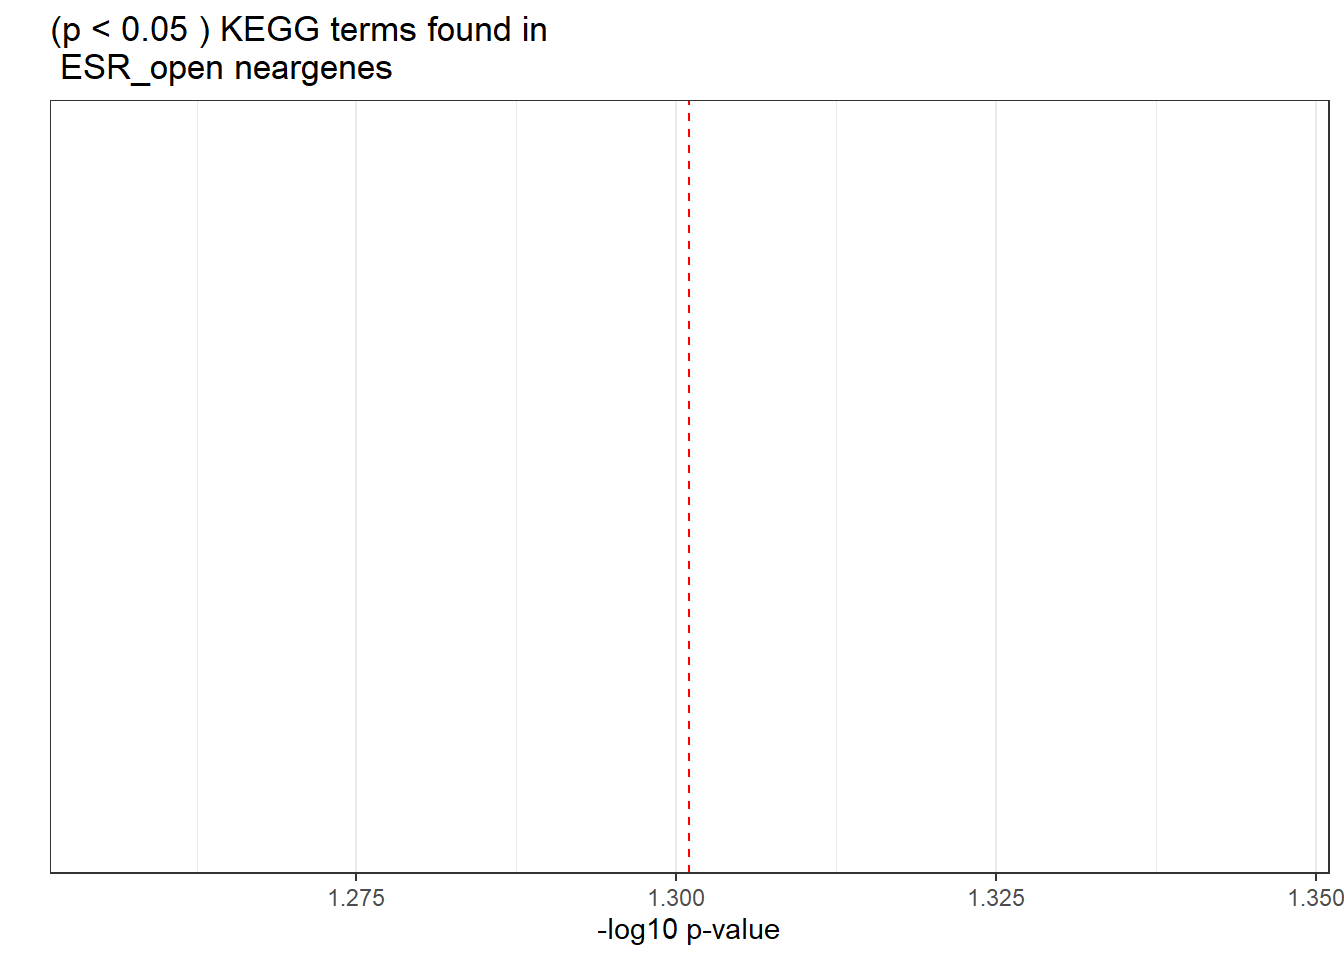 (p < 0.05 ) KEGG terms found in
ESR_open neargenes
1.275 1.300 1.325 1.350
-log10 p-value